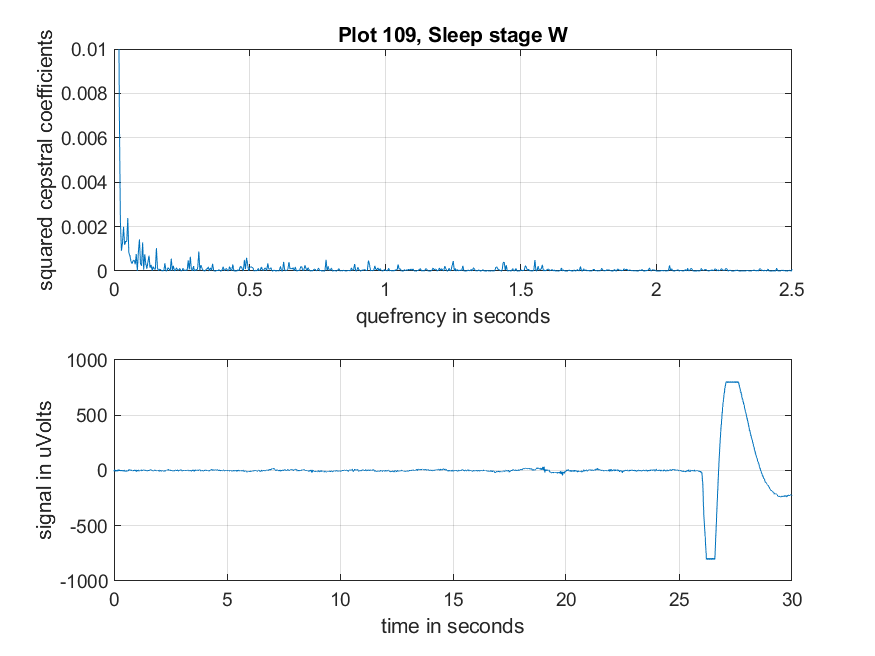 Plot 109, Sleep stage W
squared cepstral coefficients
0.01
0.008
0.006
0.004
0.002
0
0 0.5 1 1.5 2 2.5
quefrency in seconds
signal in uVolts
1000
500
0
-500
-1000
0 5 10 15 20 25 30
time in seconds